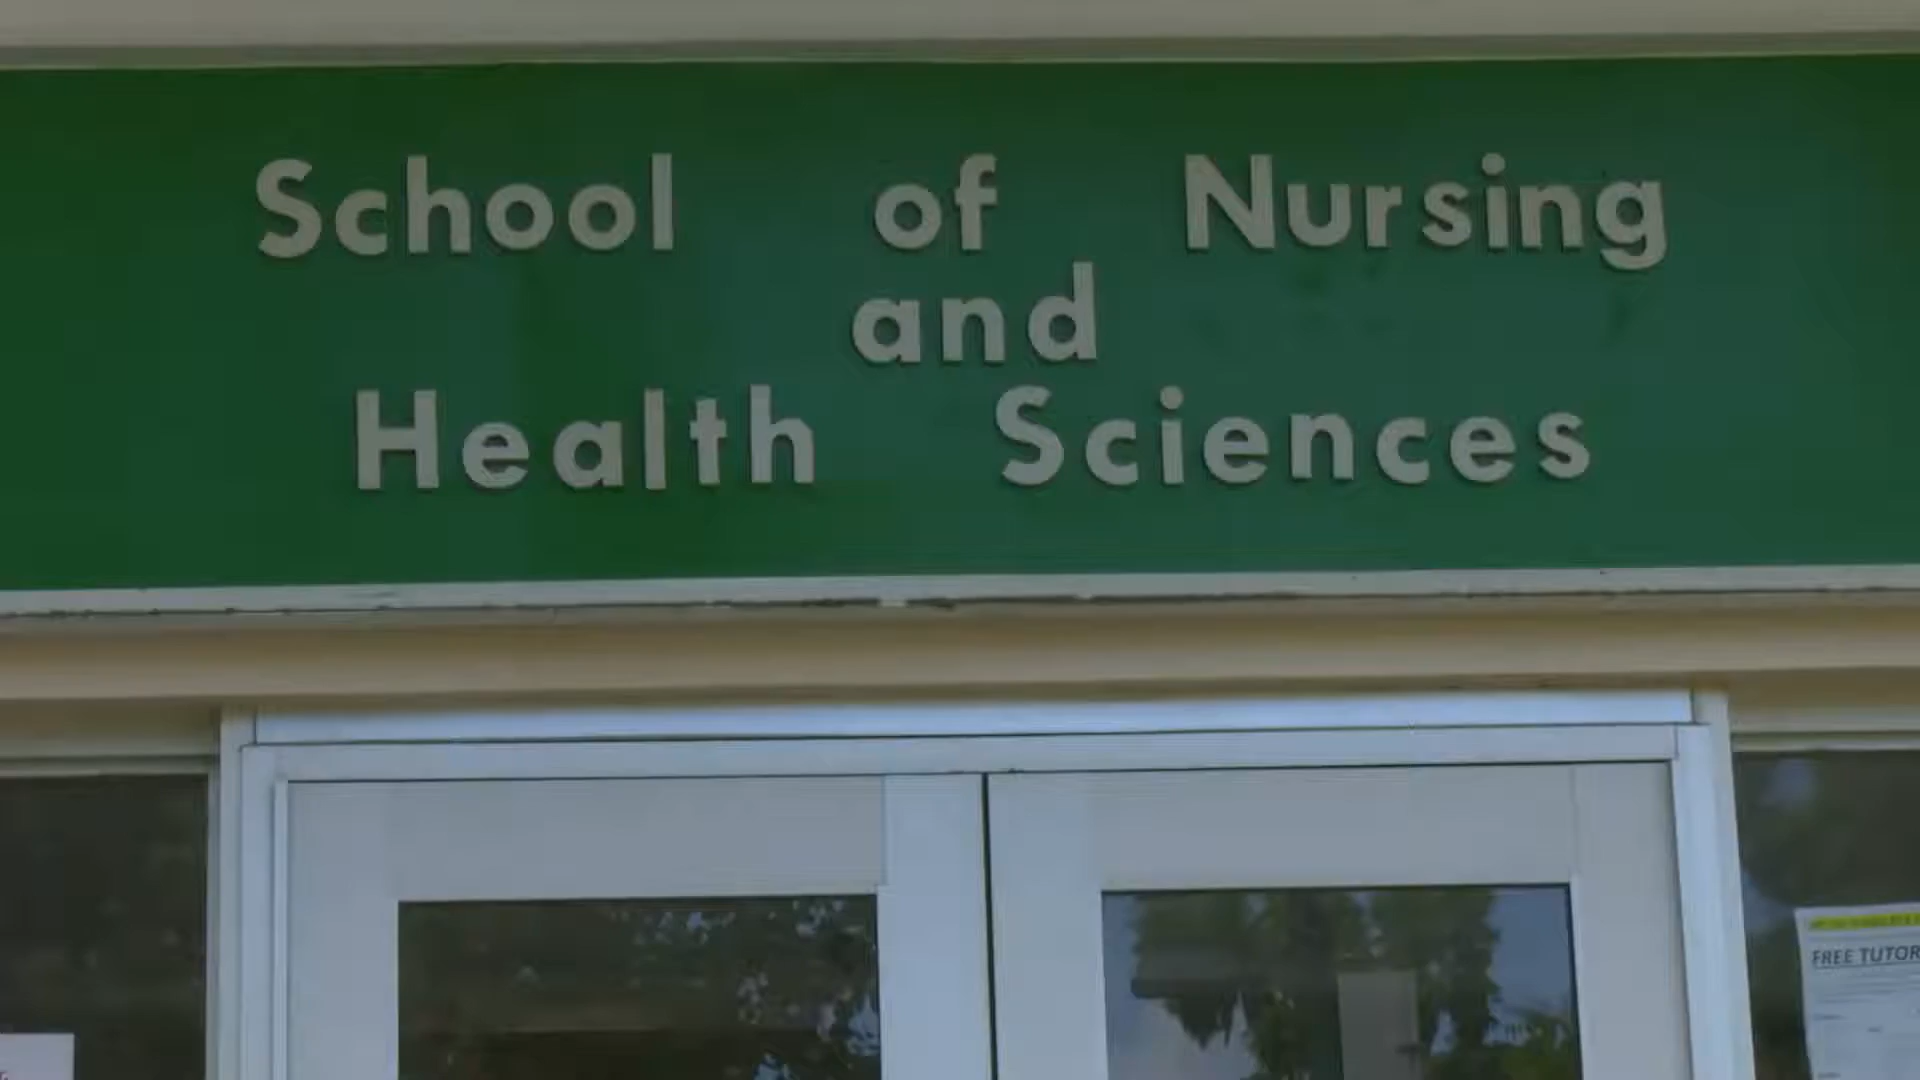 School of Nursing
and
Health Sciences
FREE TUTOR